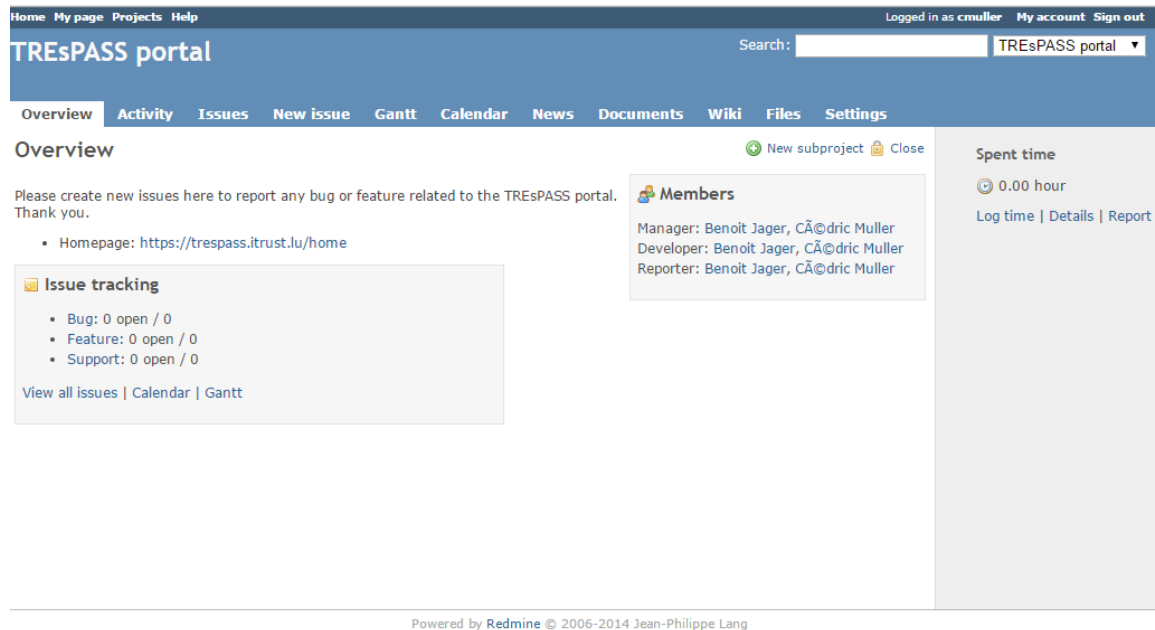 Home My page Projects Help
Logged in as cmuller My account Sign out
TREsPASS portal
Search:
TREsPASS portal
Overview Activity Issues New issue Gantt Calendar News Documents Wiki Files Settings
Overview
New subproject Close
Please create new issues here to report any bug or feature related to the TREsPASS portal.
Thank you.
• Homepage: https://trespass.itrust.lu/home
Issue tracking
• Bug: 0 open / 0
• Feature: 0 open / 0
• Support: 0 open / 0
View all issues | Calendar | Gantt
Members
Manager: Benoit Jager, CÃ©dric Muller
Developer: Benoit Jager, CÃ©dric Muller
Reporter: Benoit Jager, CÃ©dric Muller
Spent time
0.00 hour
Log time | Details | Report
Powered by Redmine © 2006-2014 Jean-Philippe Lang